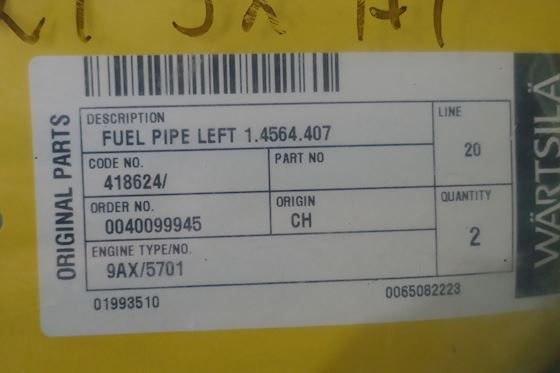 ORIGINAL PARTS
DESCRIPTION
FUEL PIPE LEFT 1.4564.407
LINE
20
CODE NO.
418624/
PART NO
ORDER NO.
0040099945
ORIGIN
CH
QUANTITY
2
ENGINE TYPE/NO.
9AX/5701
01993510
0065082223
WÄRTSILÄ